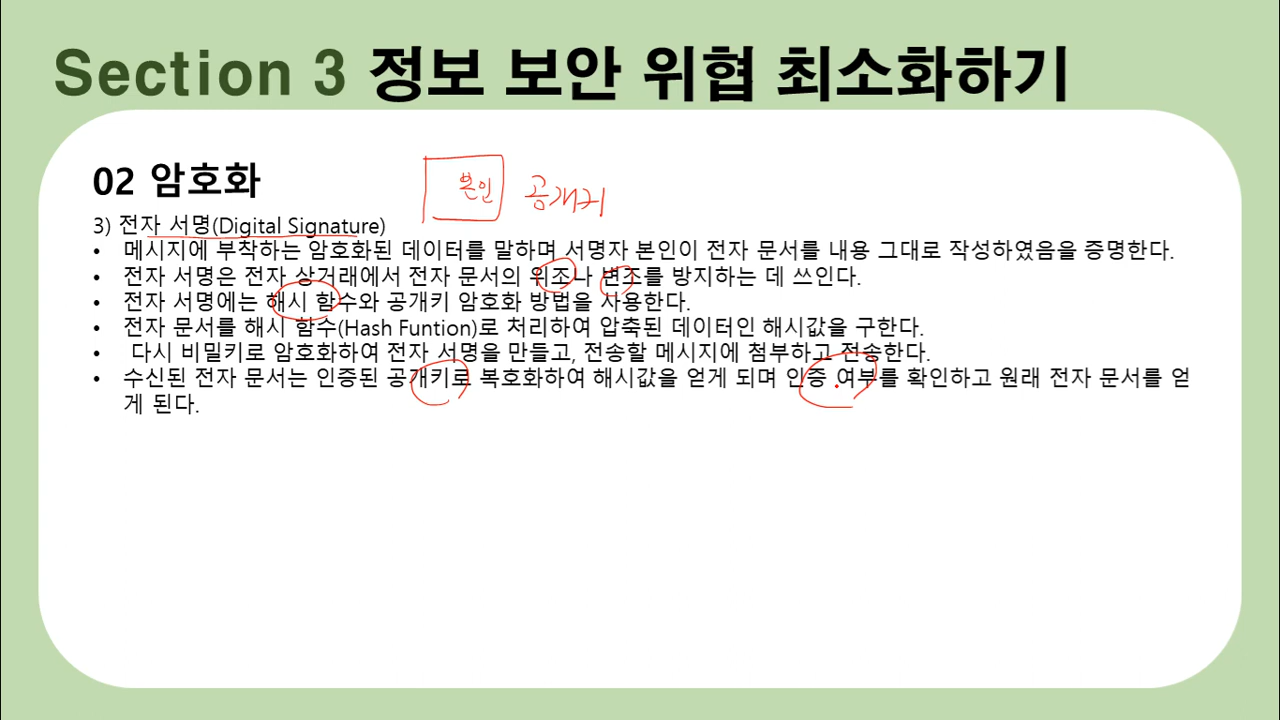 Section 3 정보 보안 위협 최소화하기
02 암호화
본인 공개키
3) 전자 서명(Digital Signature)
• 메시지에 부착하는 암호화된 데이터를 말하며 서명자 본인이 전자 문서를 내용 그대로 작성하였음을 증명한다.
• 전자 서명은 전자 상거래에서 전자 문서의 위조나 변조를 방지하는 데 쓰인다.
• 전자 서명에는 해시 함수와 공개키 암호화 방법을 사용한다.
• 전자 문서를 해시 함수(Hash Funtion)로 처리하여 압축된 데이터인 해시값을 구한다.
• 다시 비밀키로 암호화하여 전자 서명을 만들고, 전송할 메시지에 첨부하고 전송한다.
• 수신된 전자 문서는 인증된 공개키로 복호화하여 해시값을 얻게 되며 인증 여부를 확인하고 원래 전자 문서를 얻
게 된다.